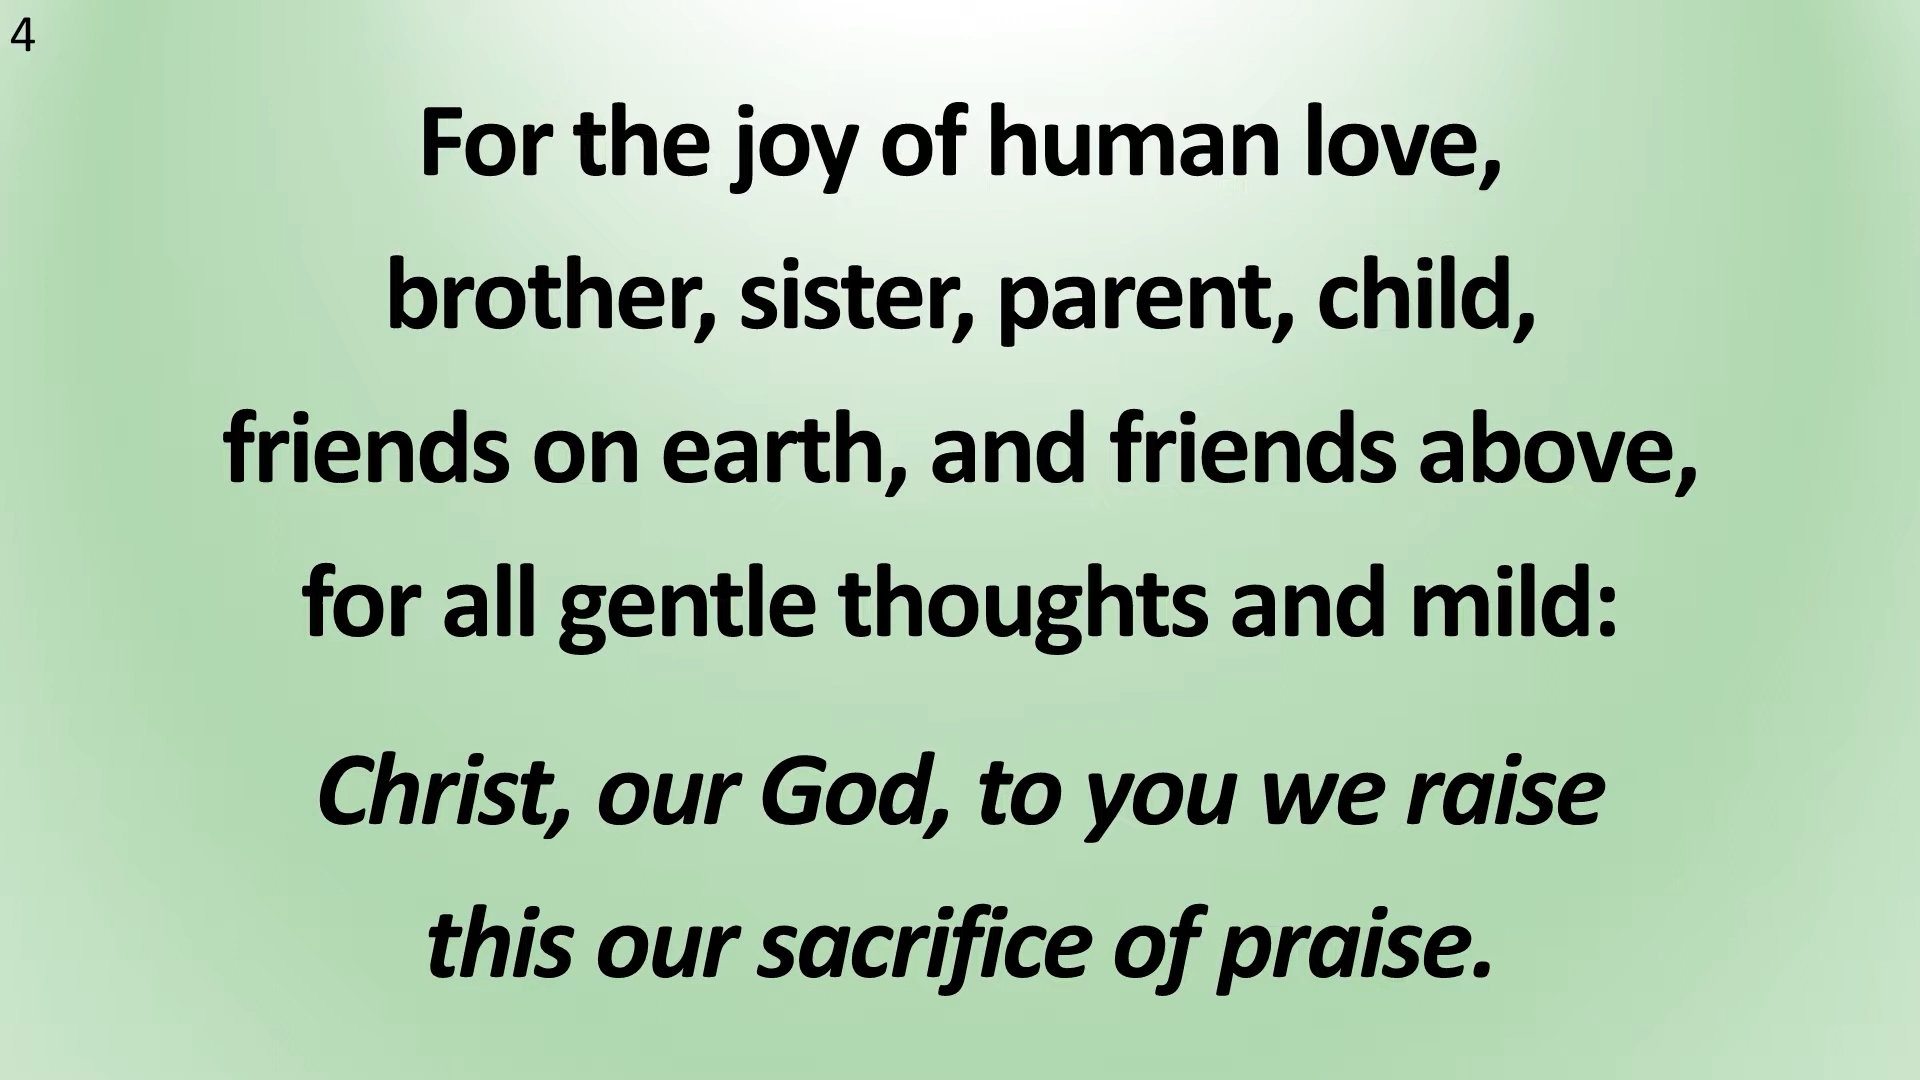 4
For the joy of human love,
brother, sister, parent, child,
friends on earth, and friends above,
for all gentle thoughts and mild:
Christ, our God, to you we raise
this our sacrifice of praise.